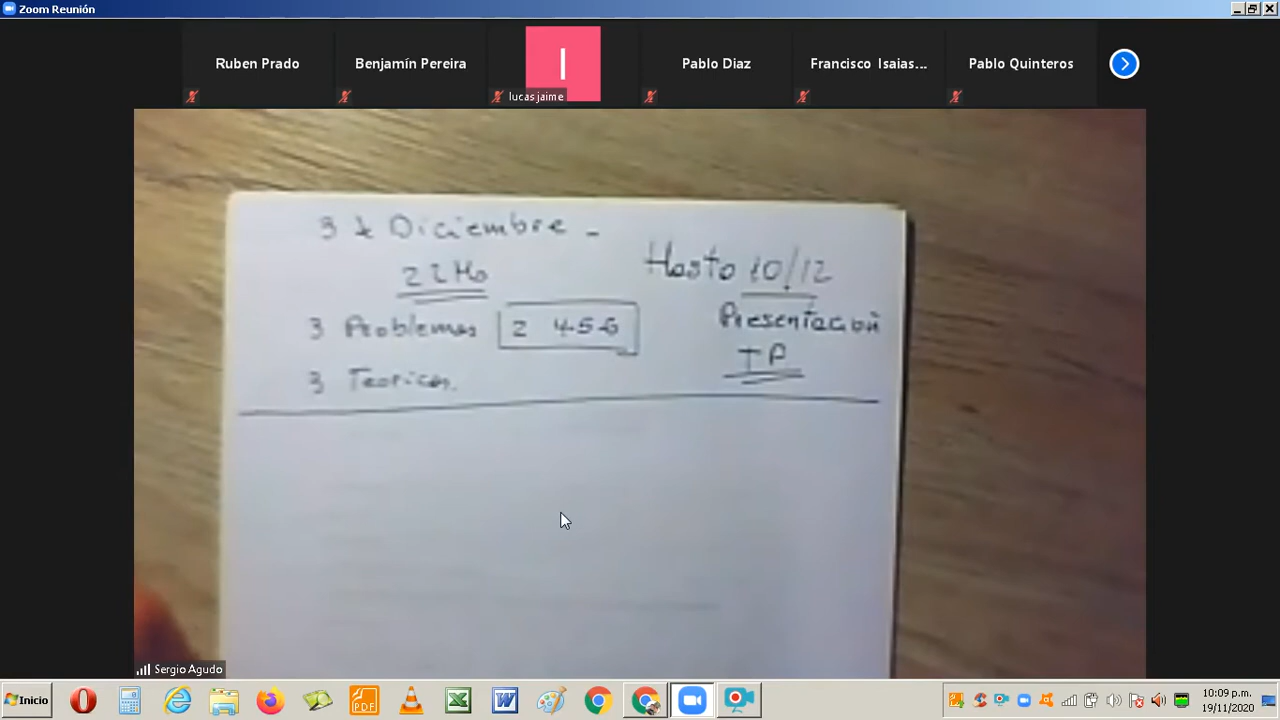 Zoom Reunión
Ruben Prado
Benjamín Pereira
I
lucas jaime
Pablo Diaz
Francisco Isaias...
Pablo Quinteros
3 de Diciembre -
22 Hs
Hasta 10/12
3 Problemas 2 4-5-6
Presentación
TP
3 Teoricos.
Sergio Agudo
Inicio
PDF
10:09 p.m.
19/11/2020